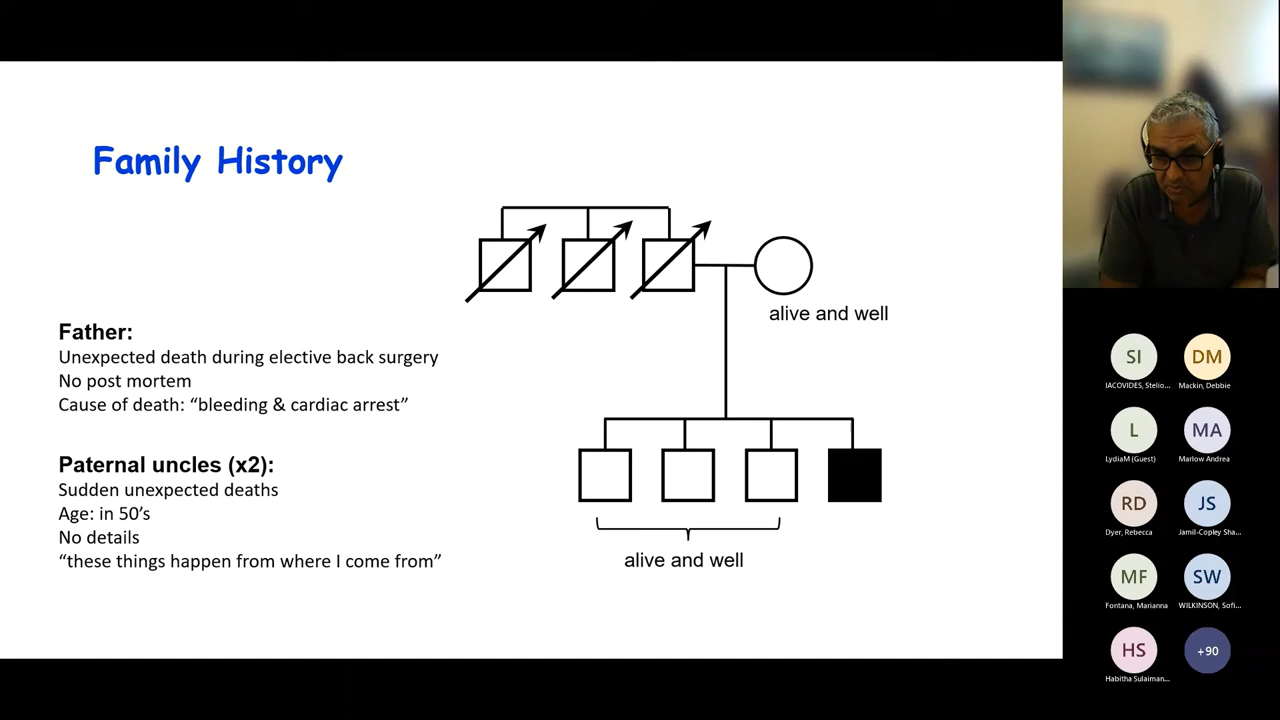 Family History
alive and well
Father:
Unexpected death during elective back surgery
No post mortem
Cause of death: “bleeding & cardiac arrest”
Paternal uncles (x2):
Sudden unexpected deaths
Age: in 50’s
No details
“these things happen from where I come from”
alive and well
SI
DM
IACOVIDES, Stelio...
Mackin, Debbie
L
MA
LydiaM (Guest)
Marlow Andrea
RD
JS
Dyer, Rebecca
Jamil-Copley Sha...
MF
SW
Fontana, Marianna
WILKINSON, Sofi...
HS
+90
Habitha Sulaiman...